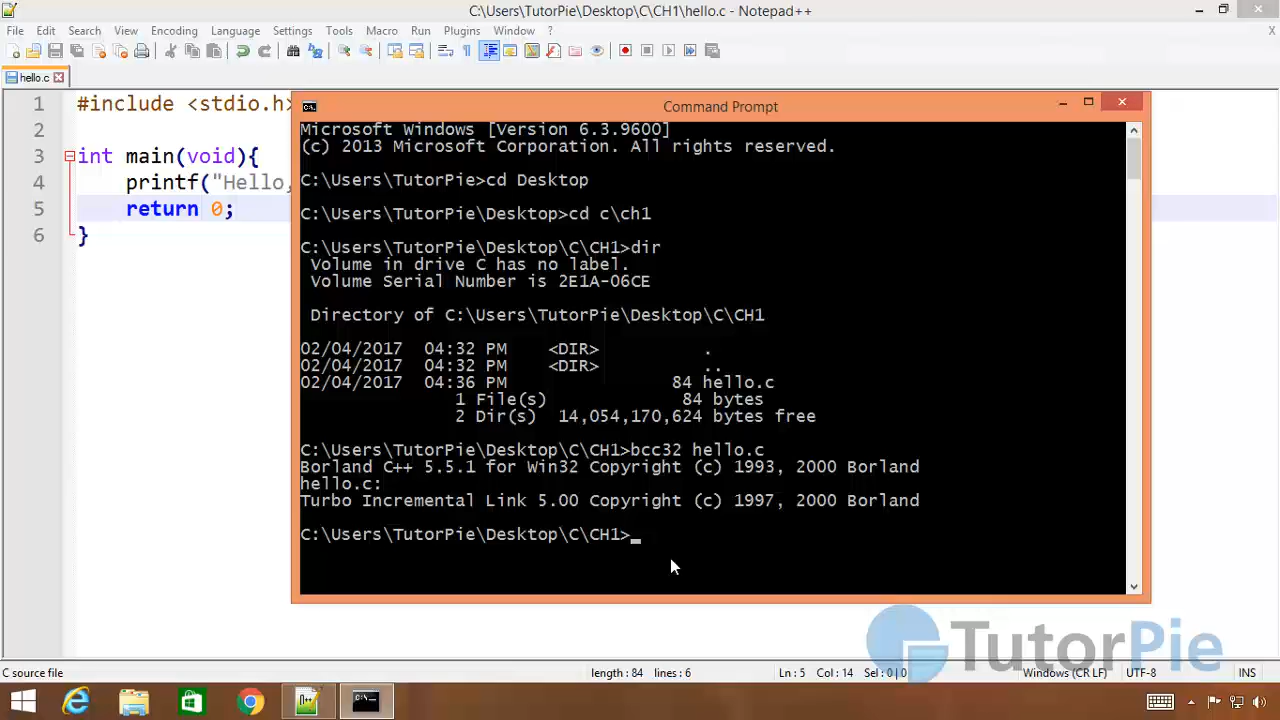 C:\Users\TutorPie\Desktop\C\CH1\hello.c - Notepad++
File Edit Search View Encoding Language Settings Tools Macro Run Plugins Window ?
X
hello.c
1 #include <stdio.h>
2
3 int main(void){
4 printf("Hello,
5 return 0;
6 }
Command Prompt
Microsoft Windows [Version 6.3.9600]
(c) 2013 Microsoft Corporation. All rights reserved.
C:\Users\TutorPie>cd Desktop
C:\Users\TutorPie\Desktop>cd c\ch1
C:\Users\TutorPie\Desktop\C\CH1>dir
Volume in drive C has no label.
Volume Serial Number is 2E1A-06CE
Directory of C:\Users\TutorPie\Desktop\C\CH1
02/04/2017 04:32 PM <DIR> .
02/04/2017 04:32 PM <DIR> ..
02/04/2017 04:36 PM 84 hello.c
1 File(s) 84 bytes
2 Dir(s) 14,054,170,624 bytes free
C:\Users\TutorPie\Desktop\C\CH1>bcc32 hello.c
Borland C++ 5.5.1 for Win32 Copyright (c) 1993, 2000 Borland
hello.c:
Turbo Incremental Link 5.00 Copyright (c) 1997, 2000 Borland
C:\Users\TutorPie\Desktop\C\CH1>_
TutorPie
C source file length : 84 lines : 6 Ln : 5 Col : 14 Sel : 0 | 0 Windows (CR LF) UTF-8 INS